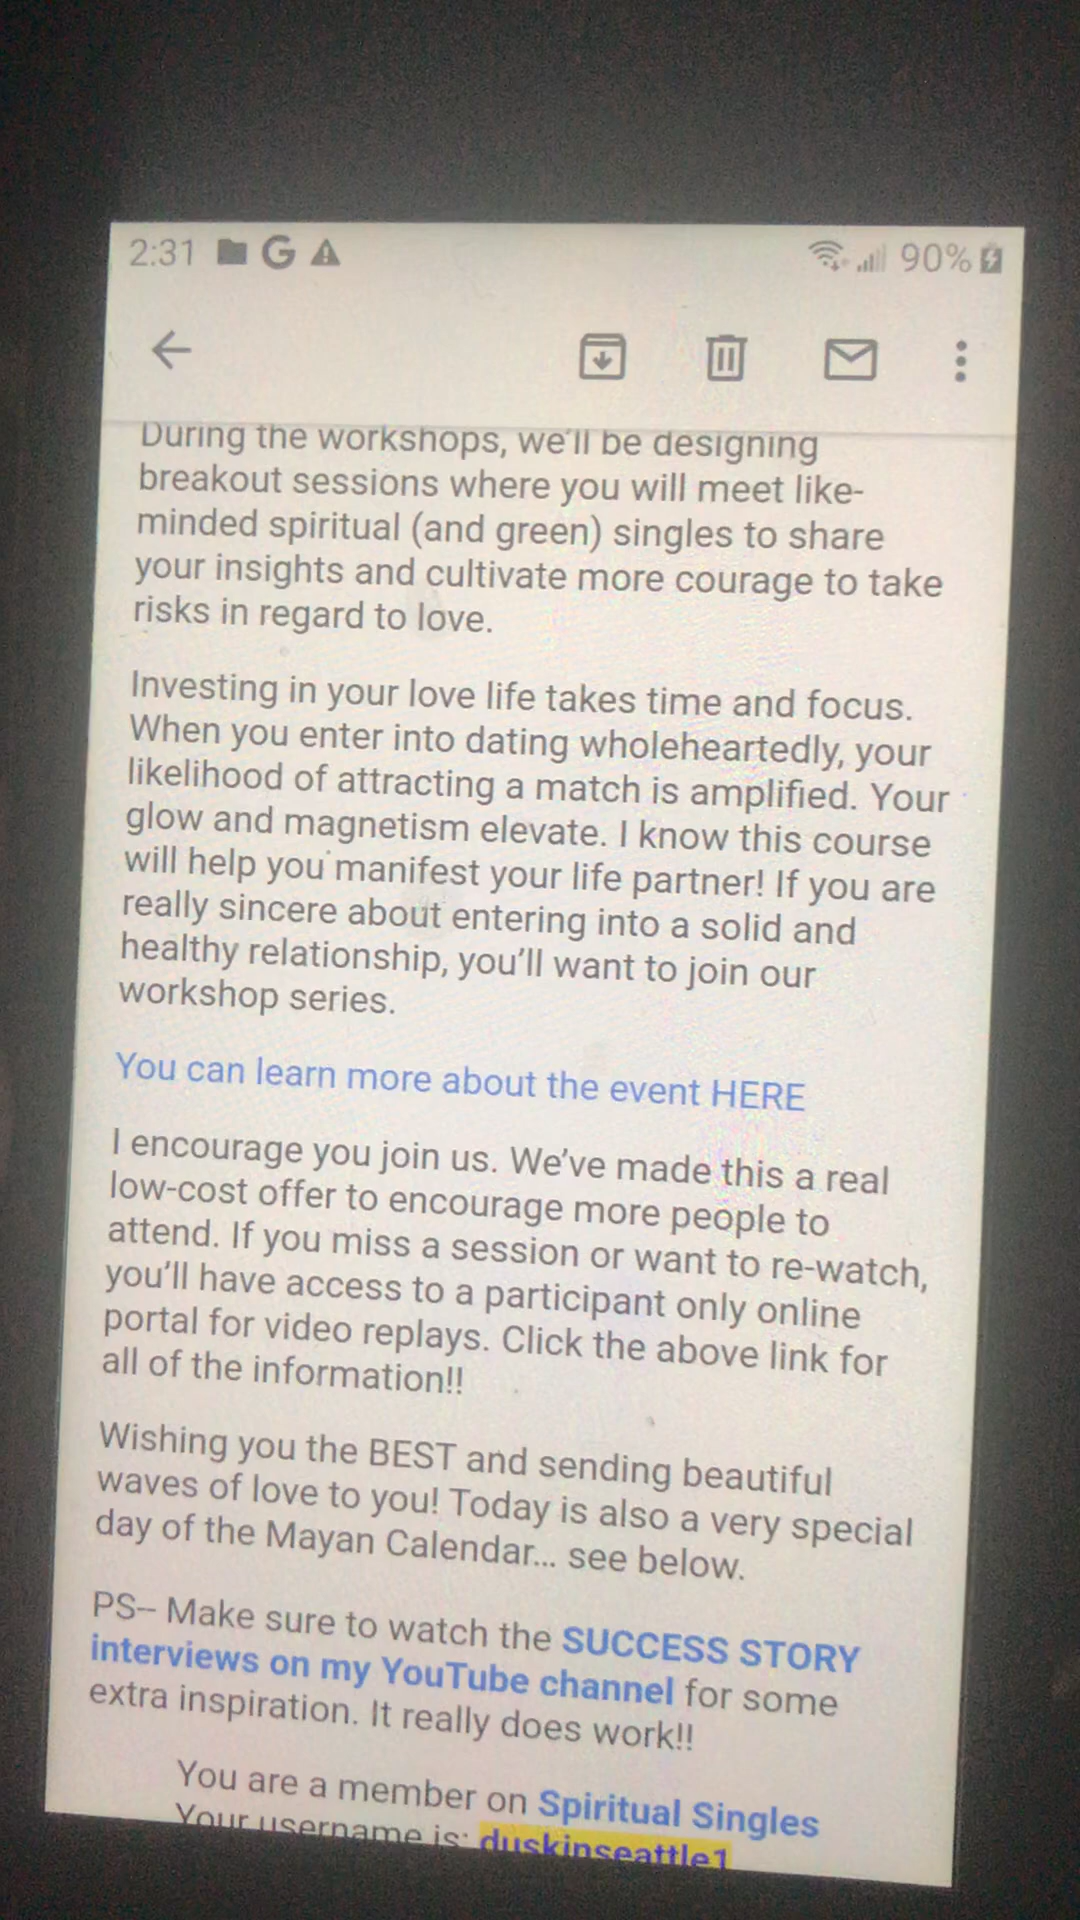 2:31 G 90%
During the workshops, we'll be designing
breakout sessions where you will meet like-
minded spiritual (and green) singles to share
your insights and cultivate more courage to take
risks in regard to love.
Investing in your love life takes time and focus.
When you enter into dating wholeheartedly, your
likelihood of attracting a match is amplified. Your
glow and magnetism elevate. I know this course
will help you manifest your life partner! If you are
really sincere about entering into a solid and
healthy relationship, you'll want to join our
workshop series.
You can learn more about the event HERE
I encourage you join us. We've made this a real
low-cost offer to encourage more people to
attend. If you miss a session or want to re-watch,
you'll have access to a participant only online
portal for video replays. Click the above link for
all of the information!!
Wishing you the BEST and sending beautiful
waves of love to you! Today is also a very special
day of the Mayan Calendar... see below.
PS-- Make sure to watch the SUCCESS STORY
interviews on my YouTube channel for some
extra inspiration. It really does work!!
You are a member on Spiritual Singles
Your username is: duskinseattle1